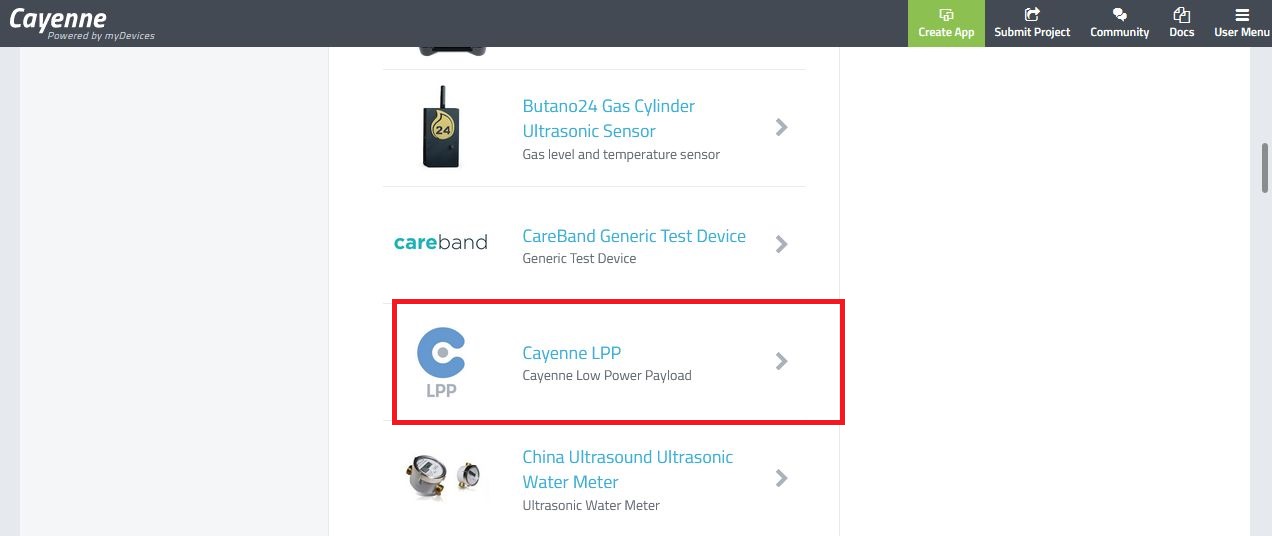 Cayenne
Powered by myDevices
Create App
Submit Project
Community
Docs
User Menu
24
Butano24 Gas Cylinder
Ultrasonic Sensor
Gas level and temperature sensor
careband
CareBand Generic Test Device
Generic Test Device
LPP
Cayenne LPP
Cayenne Low Power Payload
China Ultrasound Ultrasonic
Water Meter
Ultrasonic Water Meter